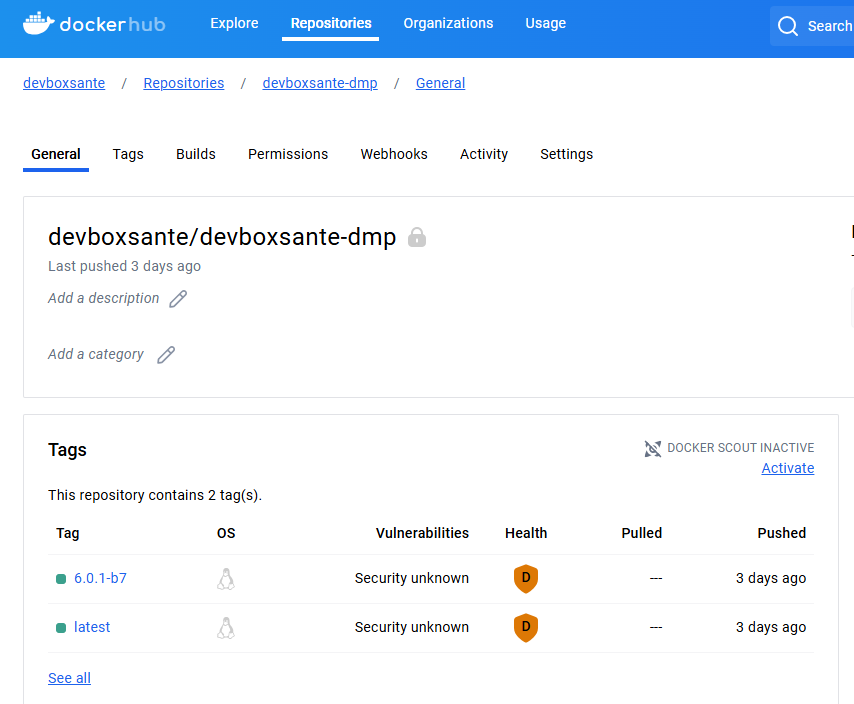 dockerhub Explore Repositories Organizations Usage Search
devboxsante / Repositories / devboxsante-dmp / General
General Tags Builds Permissions Webhooks Activity Settings
devboxsante/devboxsante-dmp
Last pushed 3 days ago
Add a description
Add a category
Tags
DOCKER SCOUT INACTIVE
Activate
This repository contains 2 tag(s).
Tag OS Vulnerabilities Health Pulled Pushed
6.0.1-b7 Security unknown D --- 3 days ago
latest Security unknown D --- 3 days ago
See all